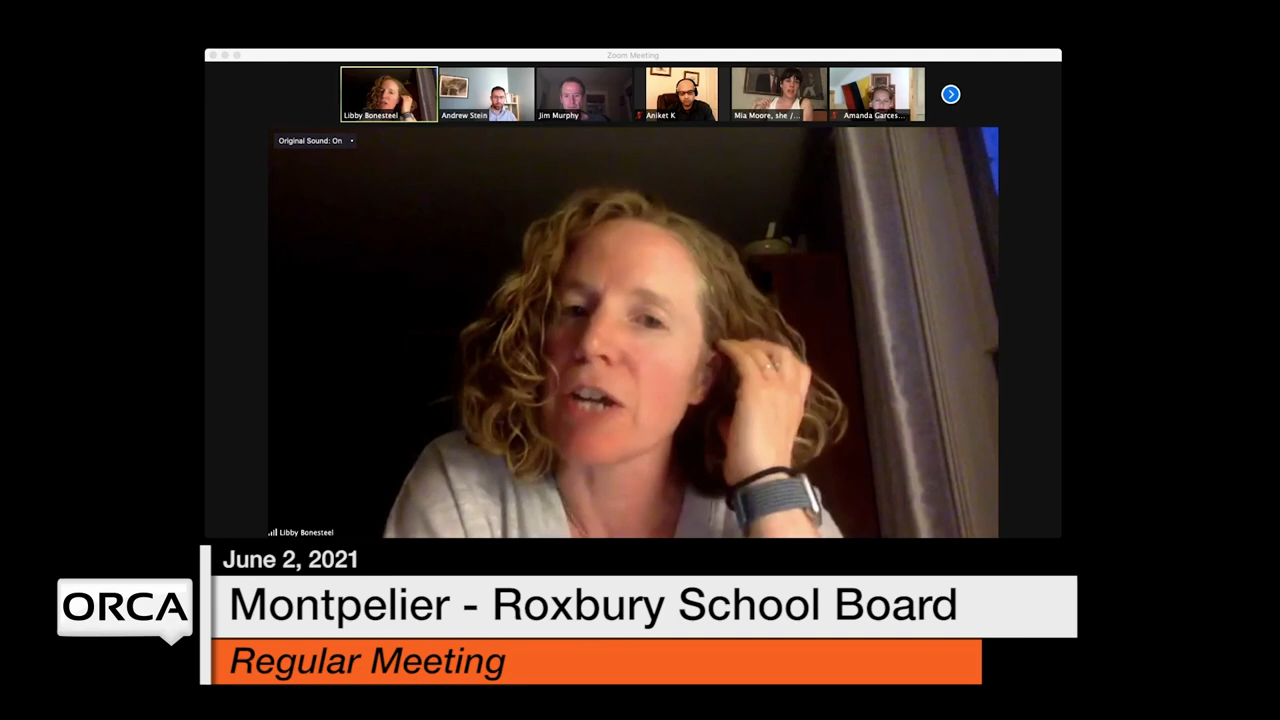 Zoom Meeting
Libby Bonesteel
Andrew Stein
Jim Murphy
Aniket K
Mia Moore, she /...
Amanda Garces...
Original Sound: On
Libby Bonesteel
June 2, 2021
ORCA
Montpelier - Roxbury School Board
Regular Meeting